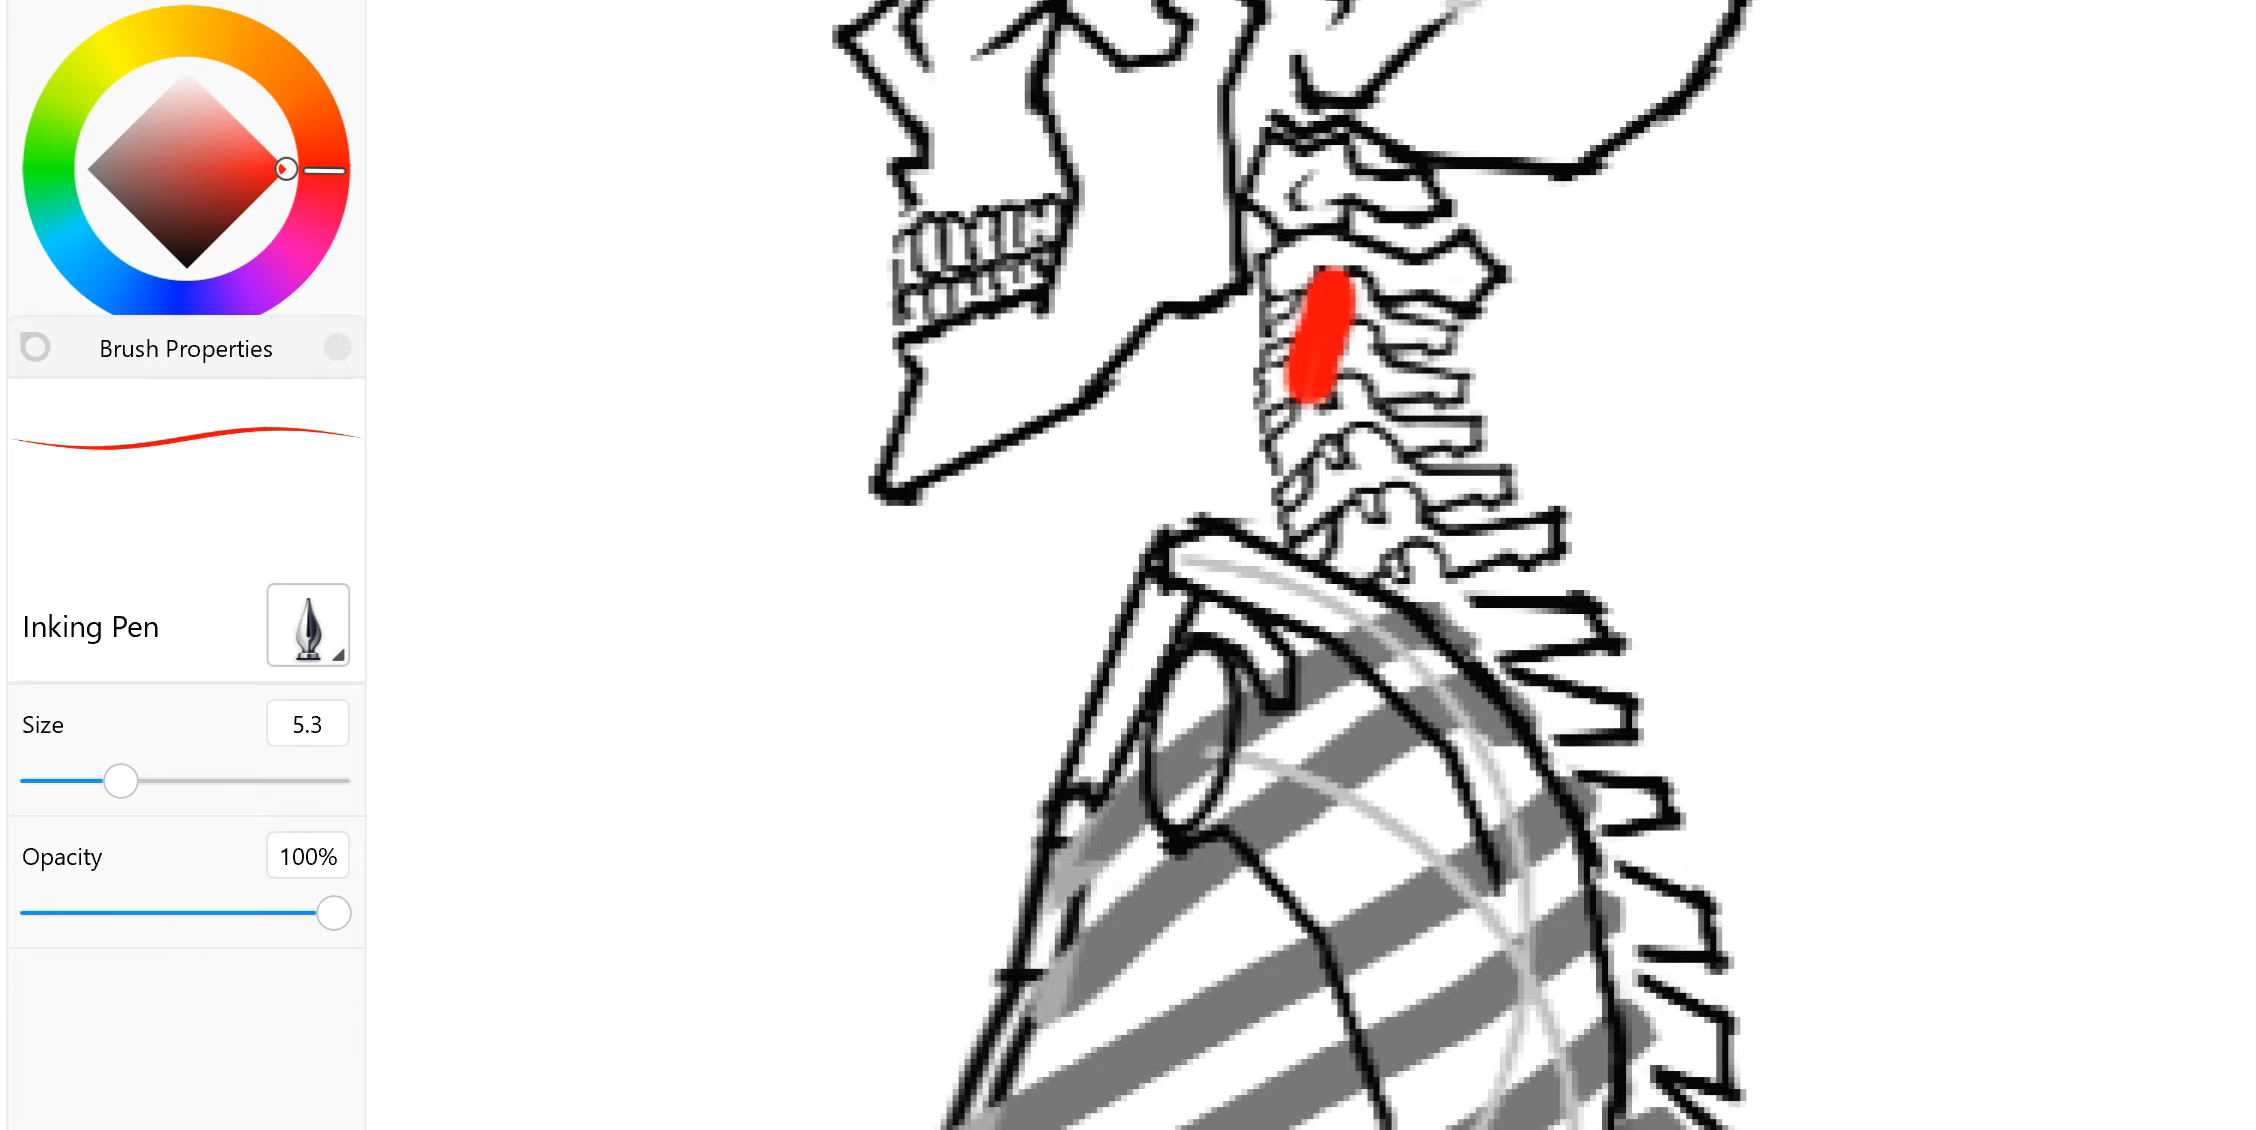 Brush Properties
Inking Pen
Size
5.3
Opacity
100%